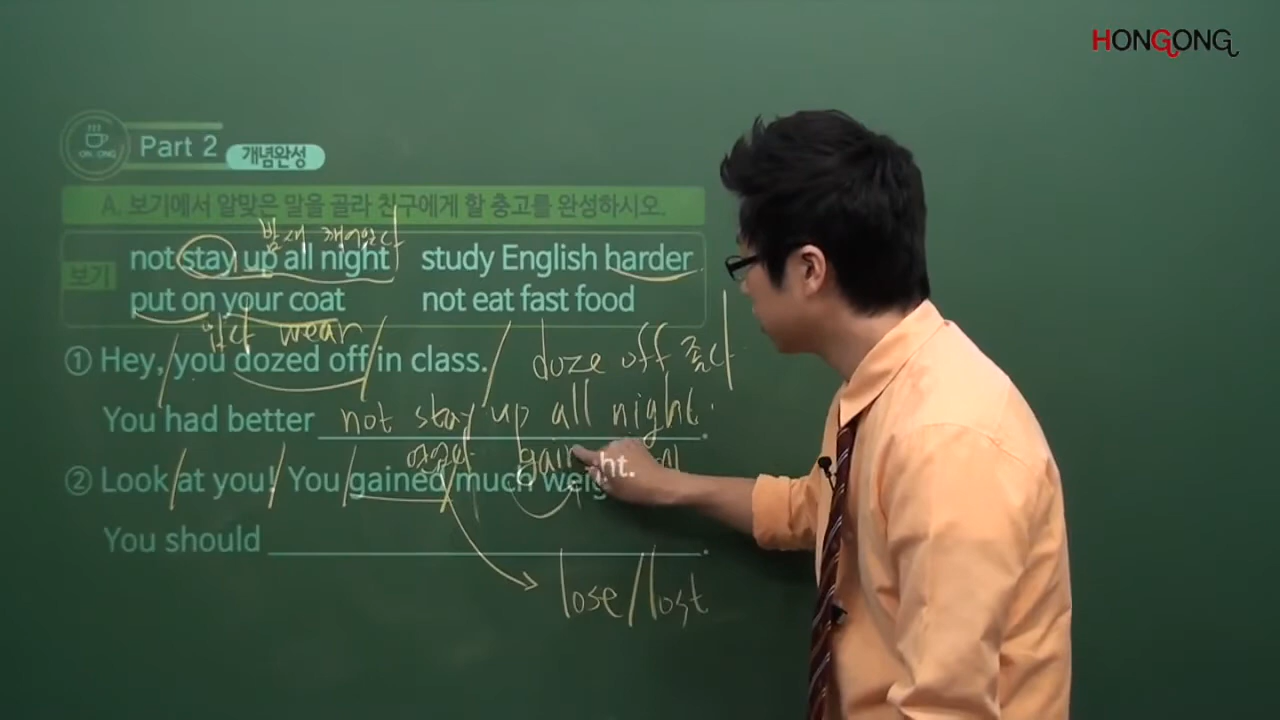 HONGONG
Part 2 개념완성
A. 보기에서 알맞은 말을 골라 친구에게 할 충고를 완성하시오.
밤새 깨어있다
보기
not stay up all night study English harder
put on your coat not eat fast food
입다 wear
① Hey, you dozed off in class. doze off 졸다
You had better not stay up all night.
얻었다
② Look at you! You gained much weight.
You should .
lose/lost